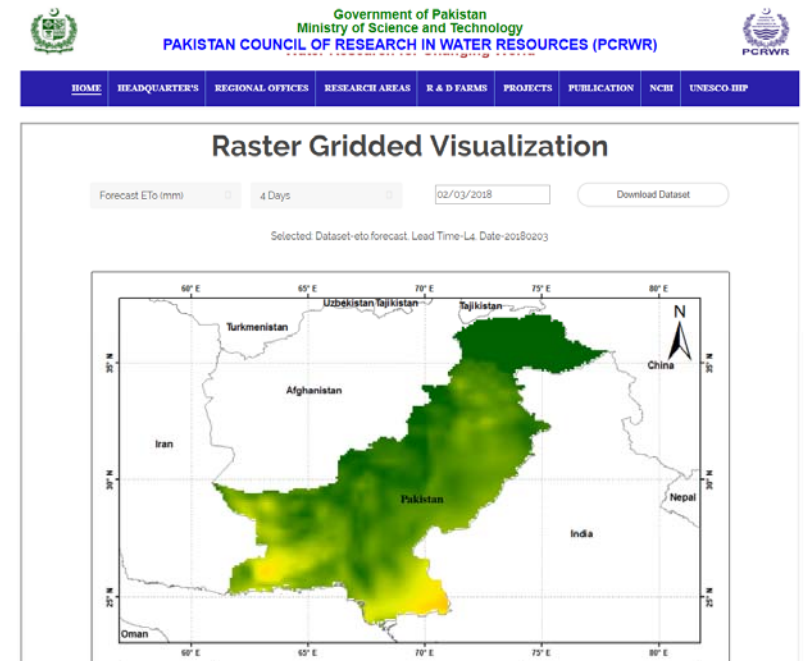 Government of Pakistan
Ministry of Science and Technology
PAKISTAN COUNCIL OF RESEARCH IN WATER RESOURCES (PCRWR)
PCRWR
HOME HEADQUARTER'S REGIONAL OFFICES RESEARCH AREAS R & D FARMS PROJECTS PUBLICATION NCBI UNESCO-IHP
Raster Gridded Visualization
Forecast ETo (mm) 4 Days 02/03/2018 Download Dataset
Selected: Dataset-eto.forecast, Lead Time-L4, Date-20180203
60° E 65° E 70° E 75° E 80° E
Uzbekistan Tajikistan Tajikistan
N
Turkmenistan
35° N China 35° N
Afghanistan
Iran
30° N 30° N
Pakistan Nepal
India
25° N 25° N
Oman
60° E 65° E 70° E 75° E 80° E